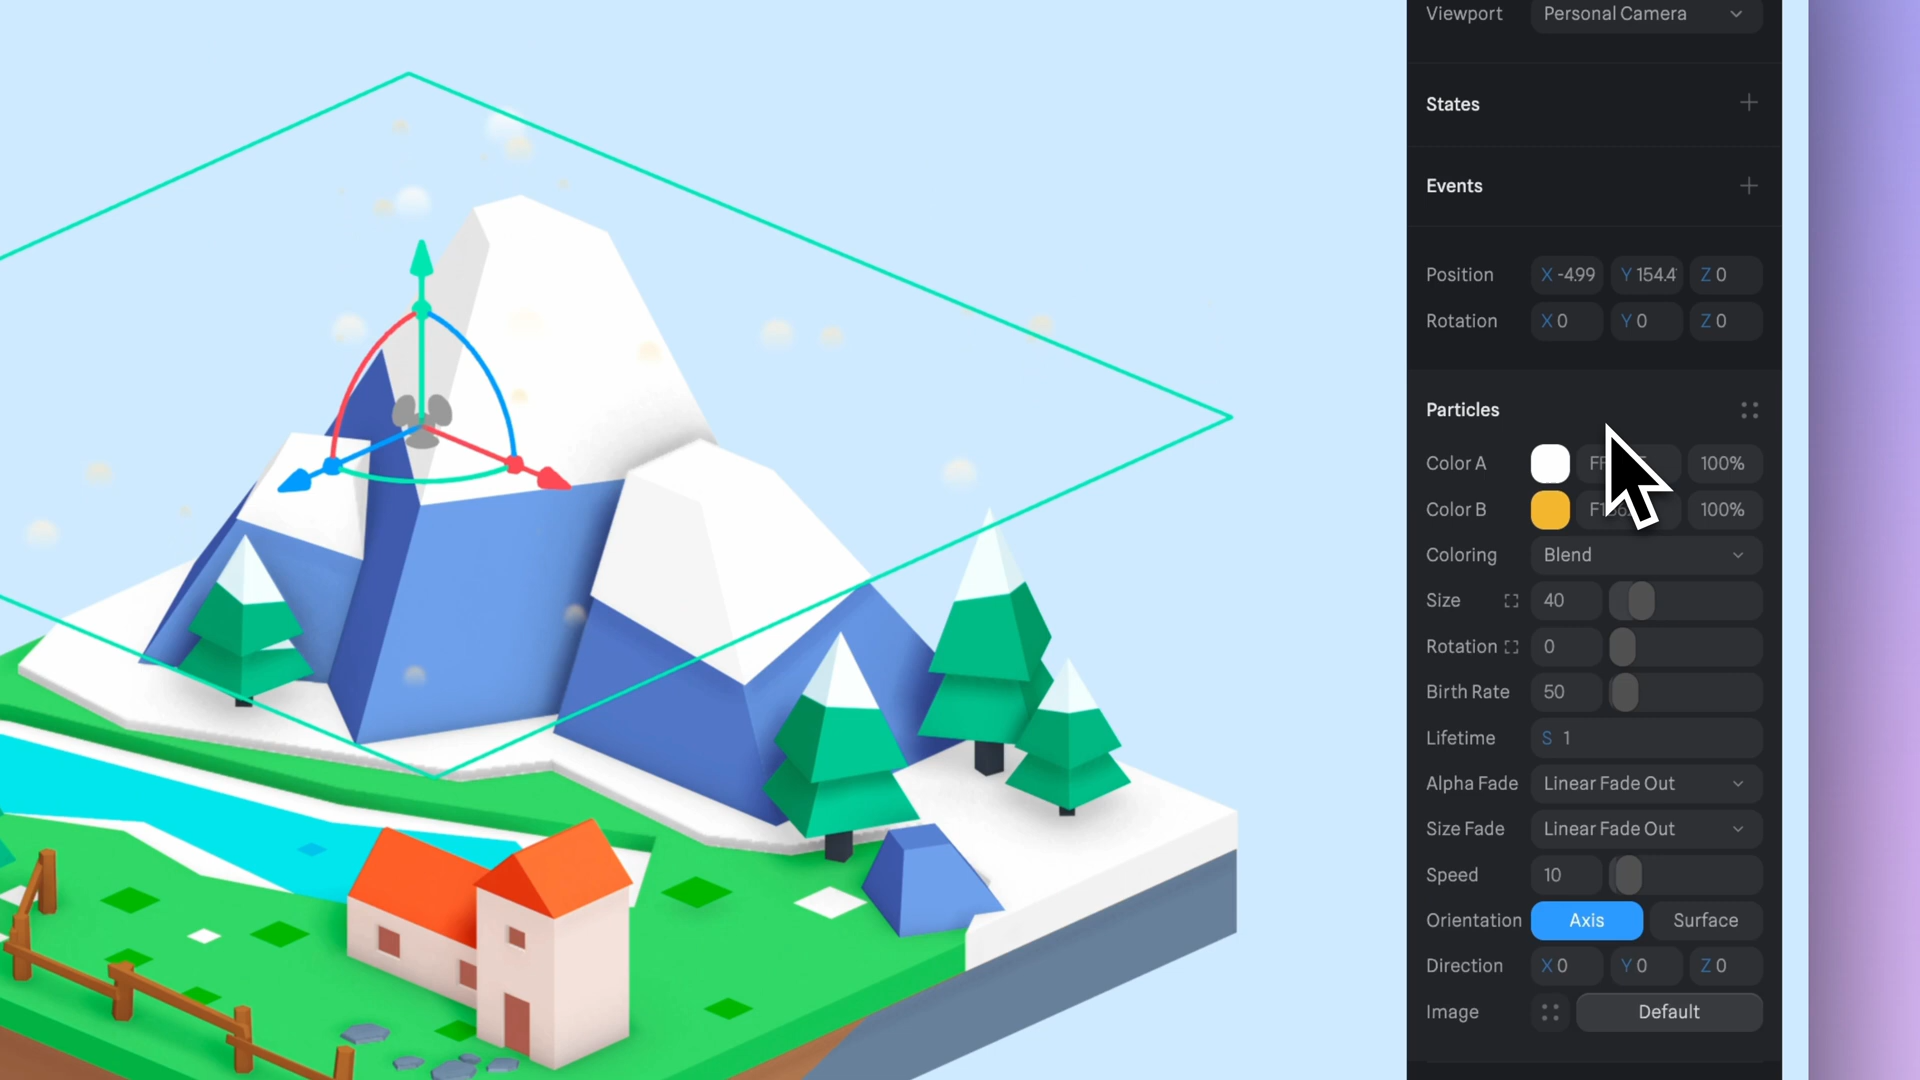 Viewport Personal Camera
States
Events
Position X -4.99 Y 154.4 Z 0
Rotation X 0 Y 0 Z 0
Particles
Color A 100%
Color B 100%
Coloring Blend
Size 40
Rotation 0
Birth Rate 50
Lifetime S 1
Alpha Fade Linear Fade Out
Size Fade Linear Fade Out
Speed 10
Orientation Axis Surface
Direction X 0 Y 0 Z 0
Image Default